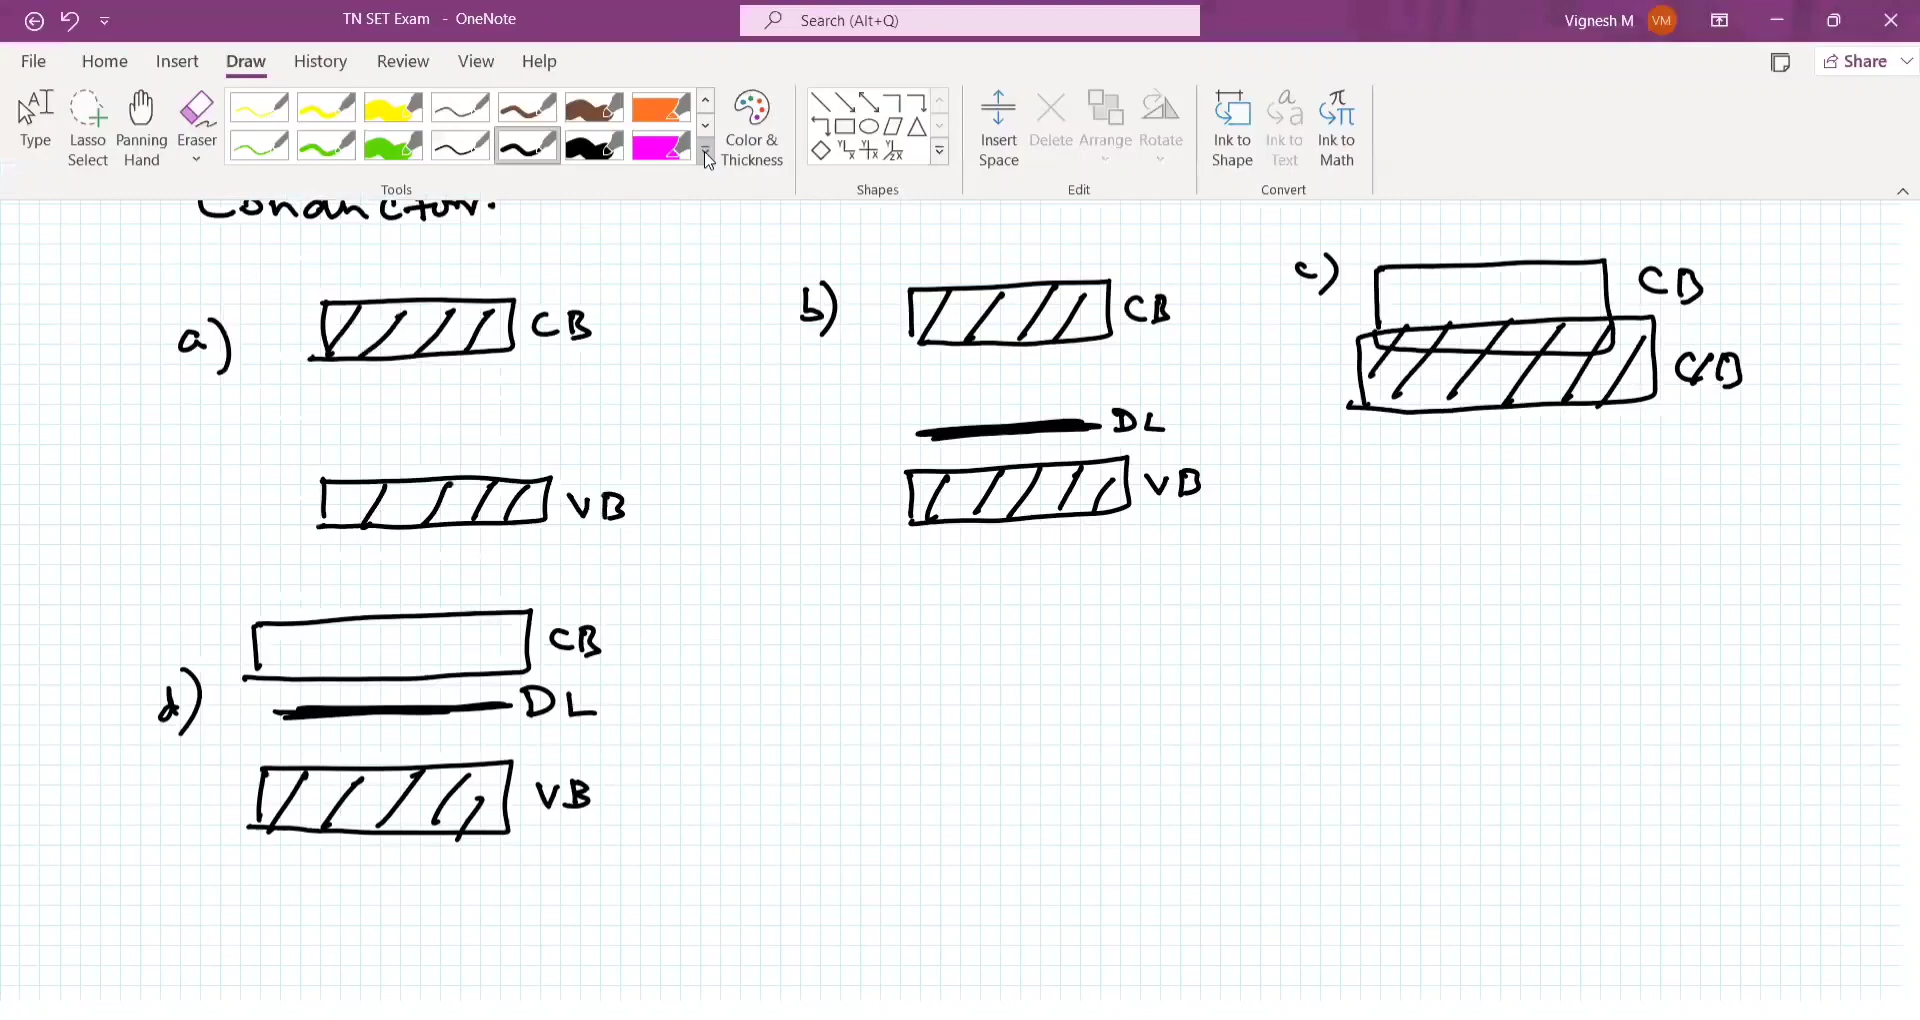 TN SET Exam - OneNote
Search (Alt+Q)
Vignesh M VM
File Home Insert Draw History Review View Help
Share
Type
Lasso Select
Panning Hand
Eraser
Color & Thickness
Insert Space
Delete
Arrange
Rotate
Ink to Shape
Ink to Text
Ink to Math
Tools
Shapes
Edit
Convert
a)
CB
VB
b)
CB
DL
VB
c)
CB
d)
CB
DL
VB